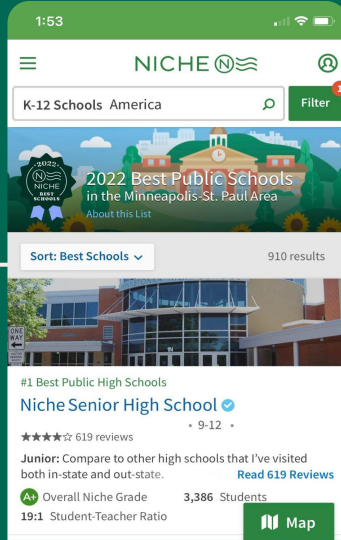 1:53
NICHE
K-12 Schools America
Filter
1
2022
NICHE
BEST
SCHOOLS
2022 Best Public Schools
in the Minneapolis-St. Paul Area
About this List
Sort: Best Schools
910 results
ONE
WAY
IN
#1 Best Public High Schools
Niche Senior High School
• 9-12 •
619 reviews
Junior: Compare to other high schools that I've visited
both in-state and out-state. Read 619 Reviews
A+ Overall Niche Grade 3,386 Students
19:1 Student-Teacher Ratio
Map